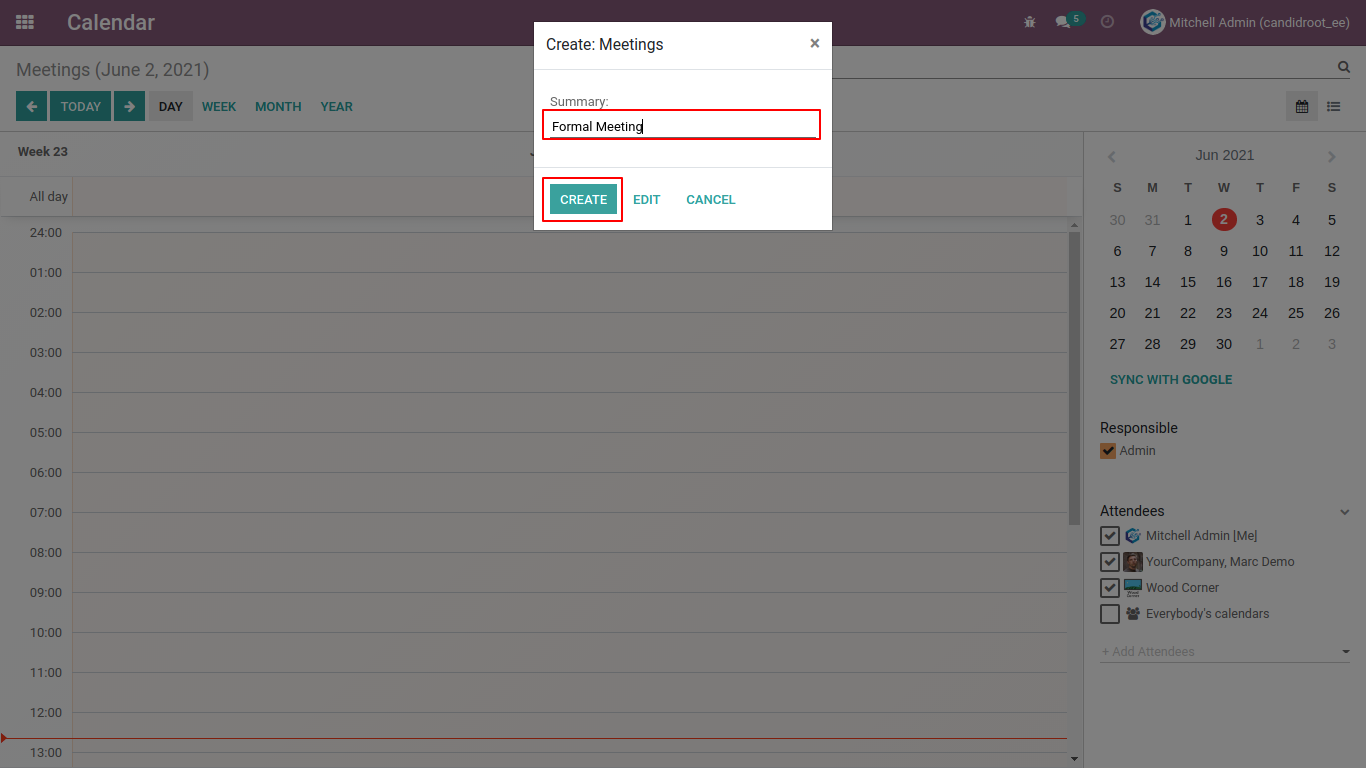 Calendar
5
Mitchell Admin (candidroot_ee)
Create: Meetings
×
Summary:
Formal Meeting
CREATE EDIT CANCEL
Meetings (June 2, 2021)
TODAY DAY WEEK MONTH YEAR
Week 23
All day
24:00
01:00
02:00
03:00
04:00
05:00
06:00
07:00
08:00
09:00
10:00
11:00
12:00
13:00
Jun 2021
S M T W T F S
30 31 1 2 3 4 5
6 7 8 9 10 11 12
13 14 15 16 17 18 19
20 21 22 23 24 25 26
27 28 29 30 1 2 3
SYNC WITH GOOGLE
Responsible
Admin
Attendees
Mitchell Admin [Me]
YourCompany, Marc Demo
Wood Corner
Everybody's calendars
+ Add Attendees